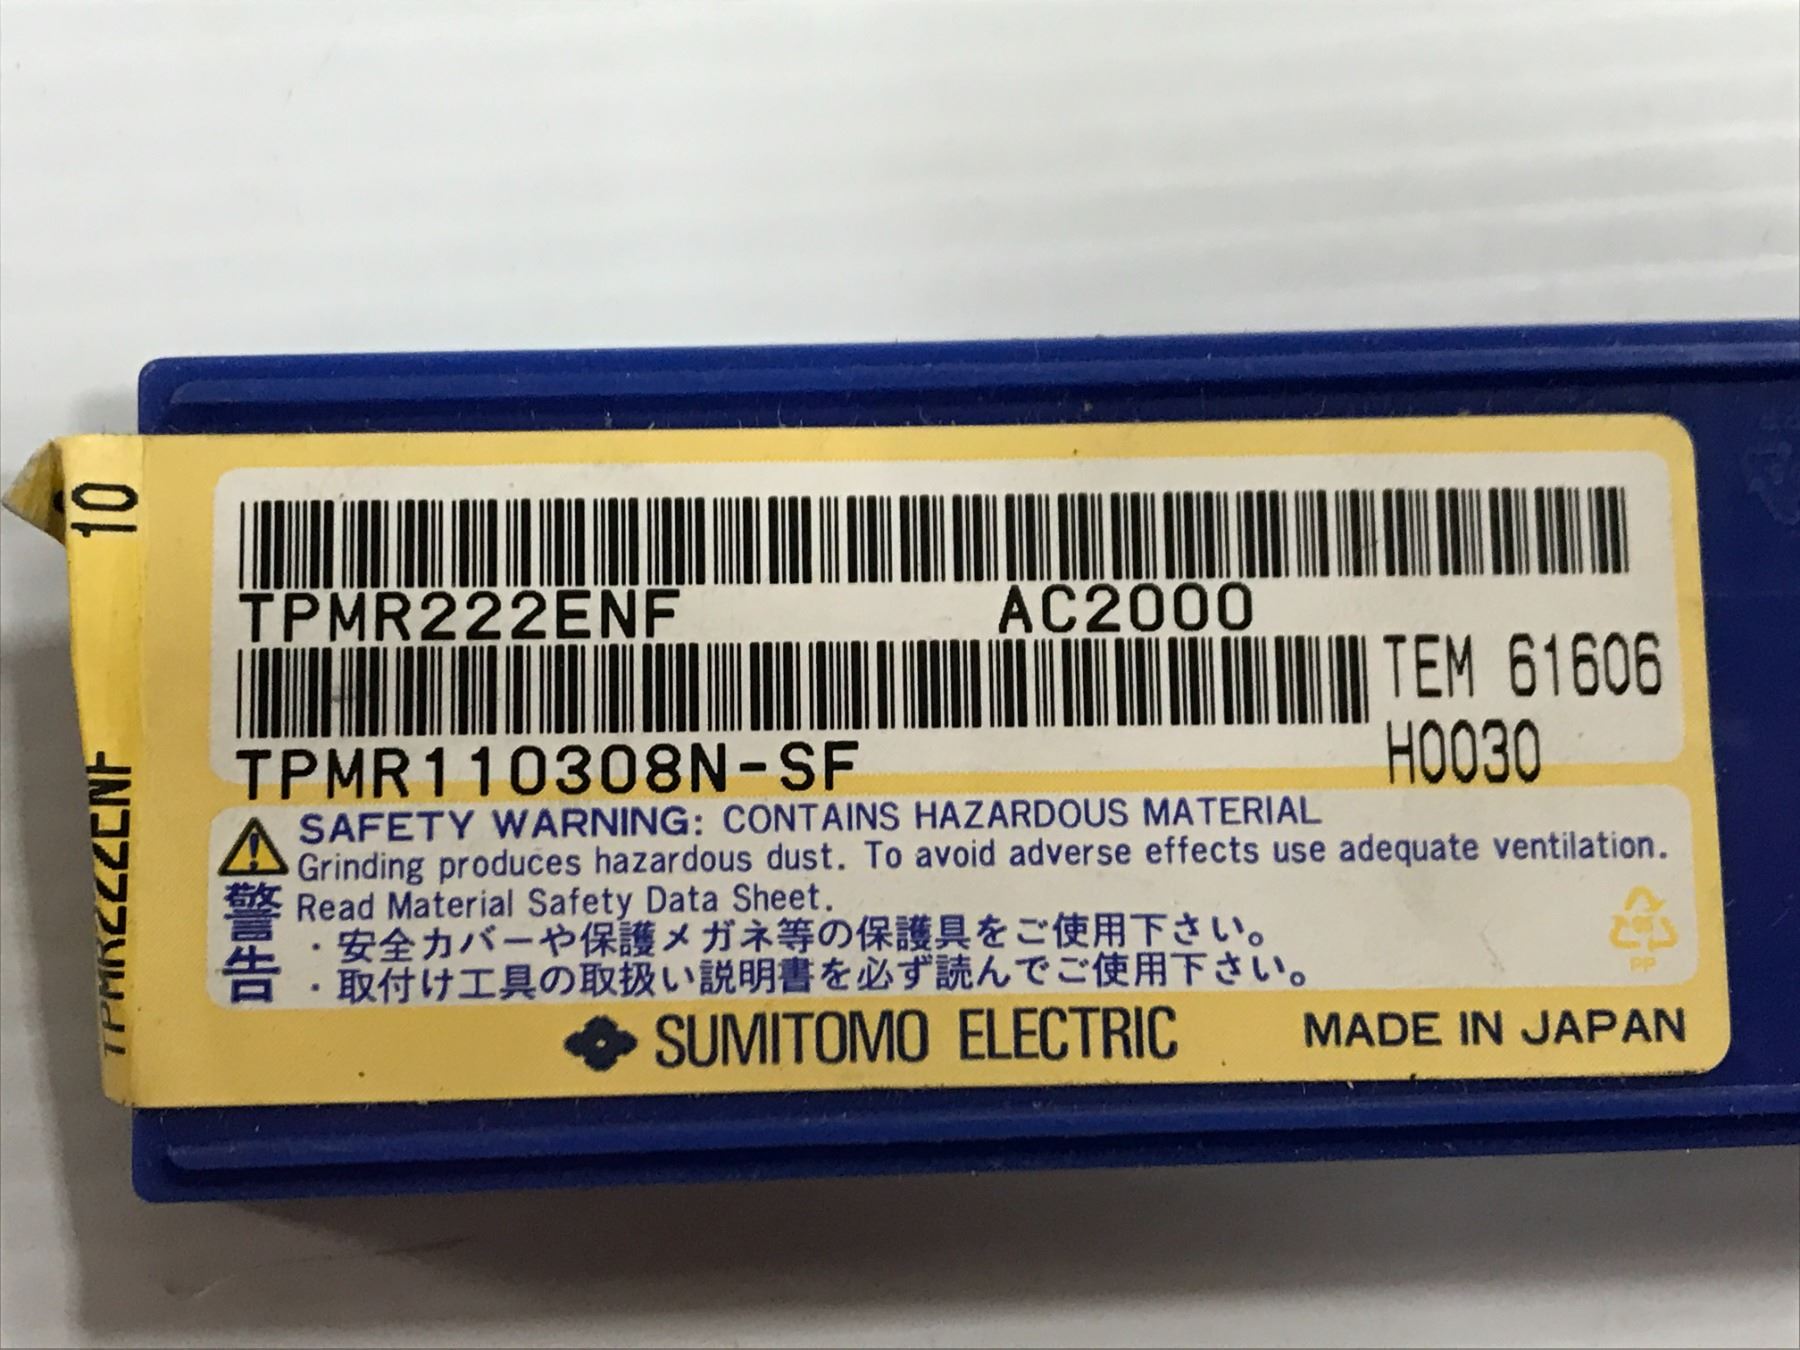 10
TPMR222ENF
TPMR222ENF AC2000
TEM 61606
TPMR110308N-SF H0030
SAFETY WARNING: CONTAINS HAZARDOUS MATERIAL
Grinding produces hazardous dust. To avoid adverse effects use adequate ventilation.
Read Material Safety Data Sheet.
警告
・安全カバーや保護メガネ等の保護具をご使用下さい。
・取付け工具の取扱い説明書を必ず読んでご使用下さい。
PP
SUMITOMO ELECTRIC MADE IN JAPAN